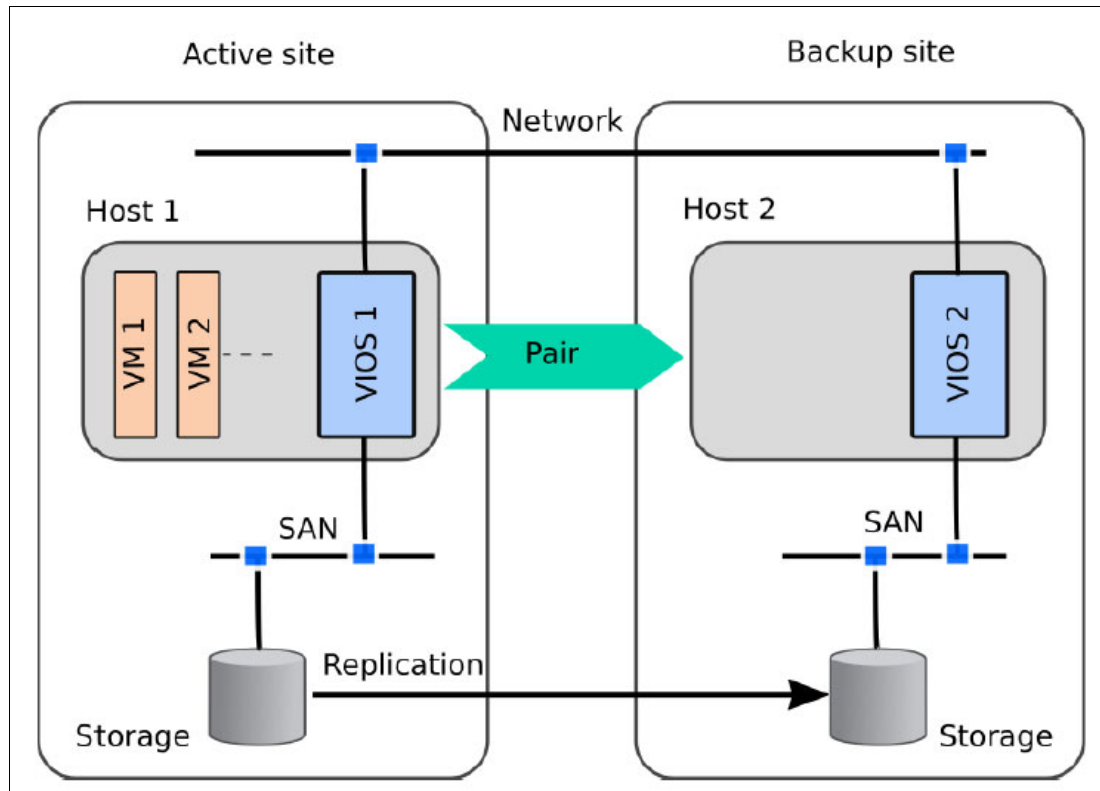 Active site
Backup site
Network
Host 1
Host 2
VM 1
VM 2
VIOS 1
Pair
VIOS 2
SAN
SAN
Replication
Storage
Storage